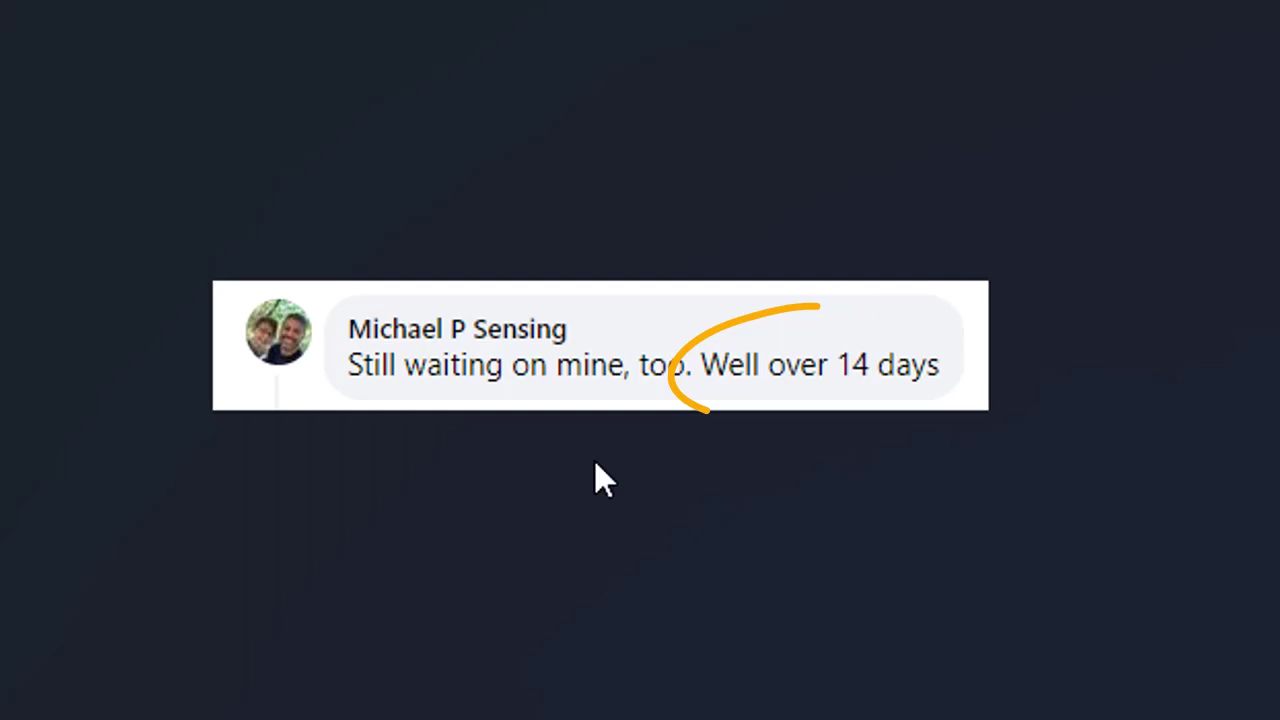 Michael P Sensing
Still waiting on mine, too. Well over 14 days